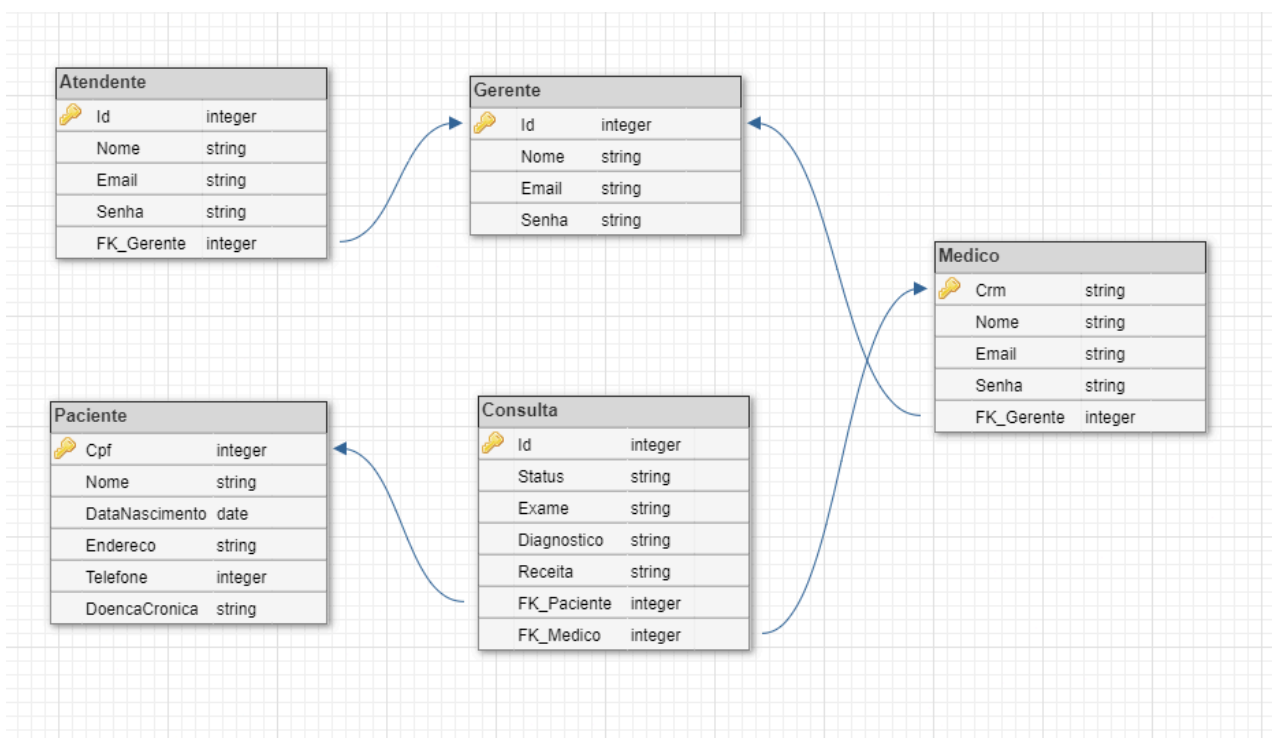 Atendente
Id integer
Nome string
Email string
Senha string
FK_Gerente integer
Gerente
Id integer
Nome string
Email string
Senha string
Medico
Crm string
Nome string
Email string
Senha string
FK_Gerente integer
Paciente
Cpf integer
Nome string
DataNascimento date
Endereco string
Telefone integer
DoencaCronica string
Consulta
Id integer
Status string
Exame string
Diagnostico string
Receita string
FK_Paciente integer
FK_Medico integer